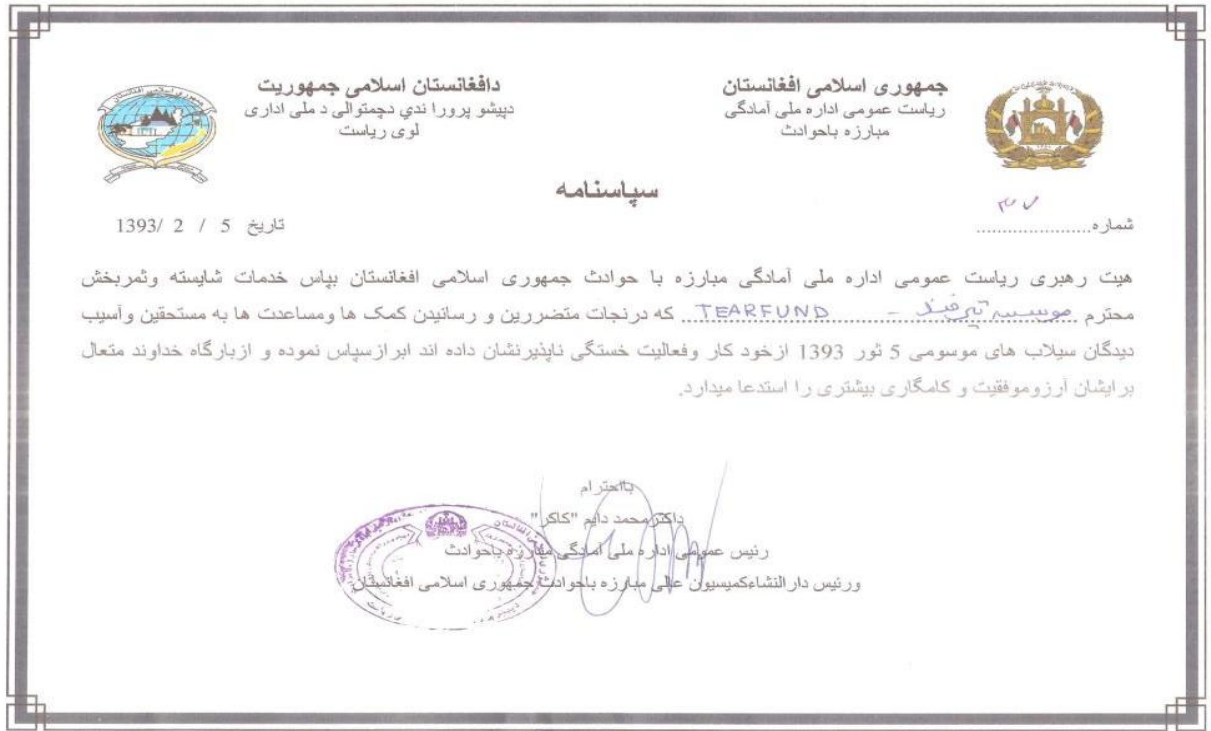 جمهوری اسلامی افغانستان
ریاست عمومی اداره ملی آمادگی
مبارزه باحوادث
دافغانستان اسلامی جمهوریت
دپیښو پرورا ندي دچمتوالی د ملی اداری
لوی ریاست
سپاسنامه
شماره ۳۷
تاریخ 5 / 2 /1393
هیت رهبری ریاست عمومی اداره ملی آمادگی مبارزه با حوادث جمهوری اسلامی افغانستان بپاس خدمات شایسته وثمربخش
محترم موسسه تیرفند - TEARFUND که درنجات متضررین و رسانیدن کمک ها ومساعدت ها به مستحقین وآسیب
دیدگان سیلاب های موسومی 5 ثور 1393 ازخود کار وفعالیت خستگی ناپذیرنشان داده اند ابرازسپاس نموده و ازبارگاه خداوند متعال
برایشان آرزوموفقیت و کامگاری بیشتری را استدعا میدارد.
بااحترام
داکترمحمد دایم "کاکر"
رئیس عمومی اداره ملی آمادگی مبارزه باحوادث
ورئیس دارالنشاءکمیسیون عالی مبارزه باحوادث جمهوری اسلامی افغانستان